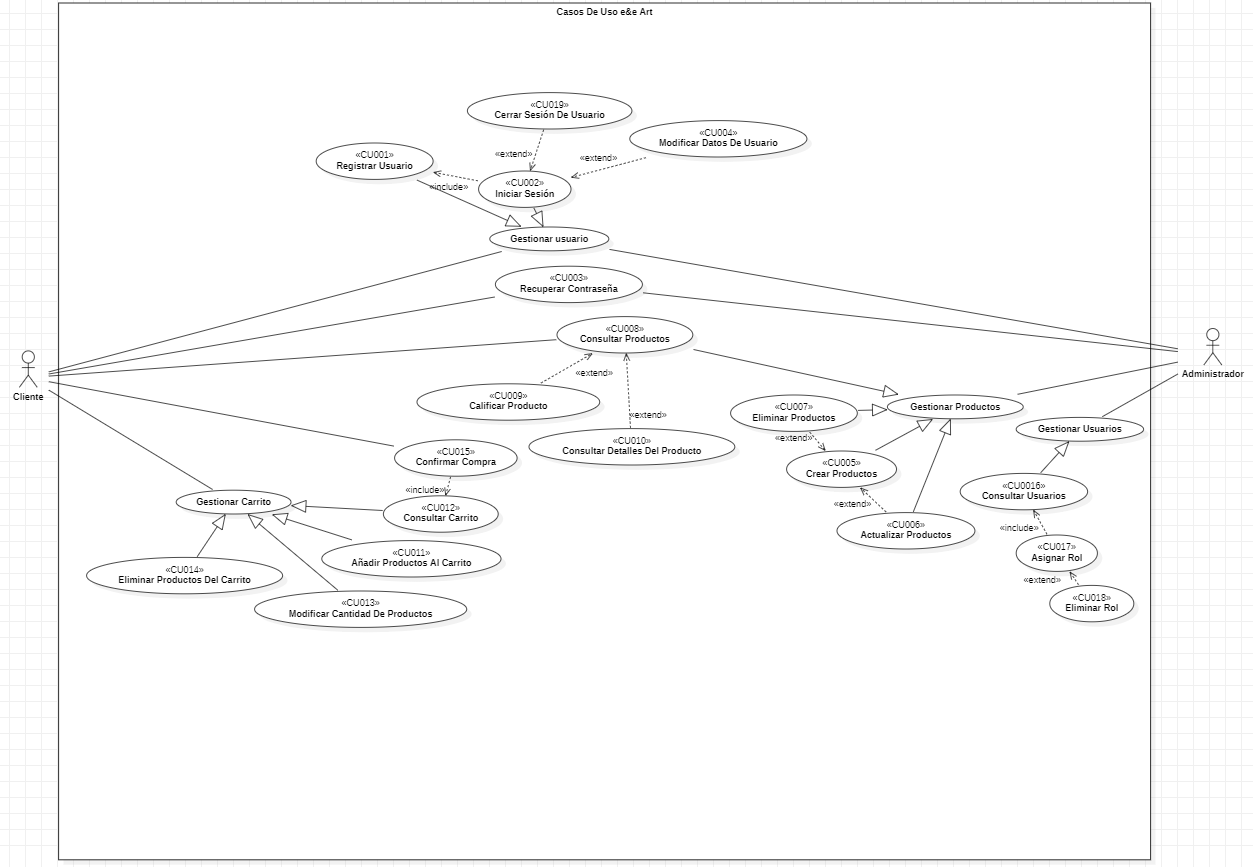 Casos De Uso e&e Art
«CU019»
Cerrar Sesión De Usuario
«CU004»
Modificar Datos De Usuario
«CU001»
Registrar Usuario
«extend»
«extend»
«include»
«CU002»
Iniciar Sesión
Gestionar usuario
«CU003»
Recuperar Contraseña
«CU008»
Consultar Productos
Cliente
Administrador
«extend»
«CU009»
Calificar Producto
«extend»
«CU010»
Consultar Detalles Del Producto
«CU007»
Eliminar Productos
Gestionar Productos
Gestionar Usuarios
«extend»
«CU005»
Crear Productos
«extend»
«CU006»
Actualizar Productos
«CU0016»
Consultar Usuarios
«include»
«CU017»
Asignar Rol
«extend»
«CU018»
Eliminar Rol
«CU015»
Confirmar Compra
«include»
«CU012»
Consultar Carrito
Gestionar Carrito
«CU011»
Añadir Productos Al Carrito
«CU014»
Eliminar Productos Del Carrito
«CU013»
Modificar Cantidad De Productos